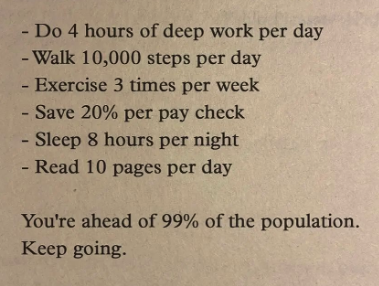 - Do 4 hours of deep work per day
- Walk 10,000 steps per day
- Exercise 3 times per week
- Save 20% per pay check
- Sleep 8 hours per night
- Read 10 pages per day
You're ahead of 99% of the population.
Keep going.